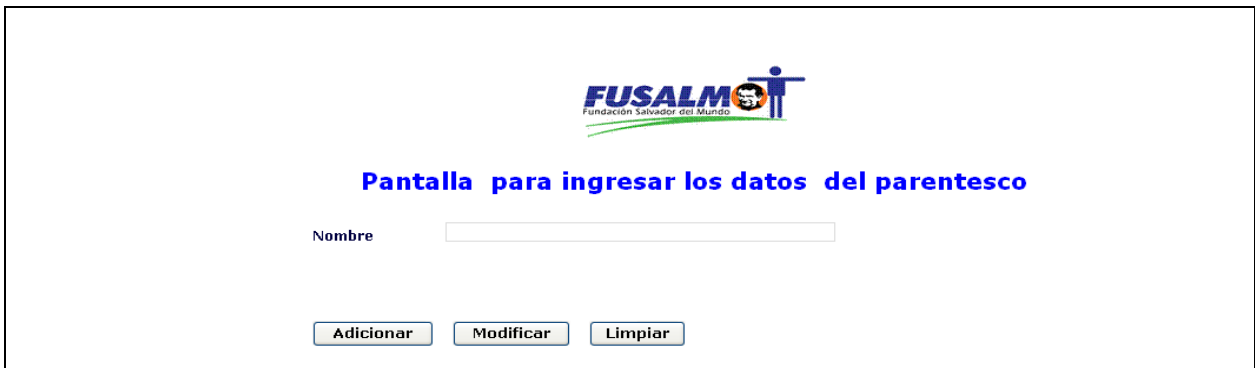 FUSALMO
Fundación Salvador del Mundo
Pantalla para ingresar los datos del parentesco
Nombre
Adicionar Modificar Limpiar